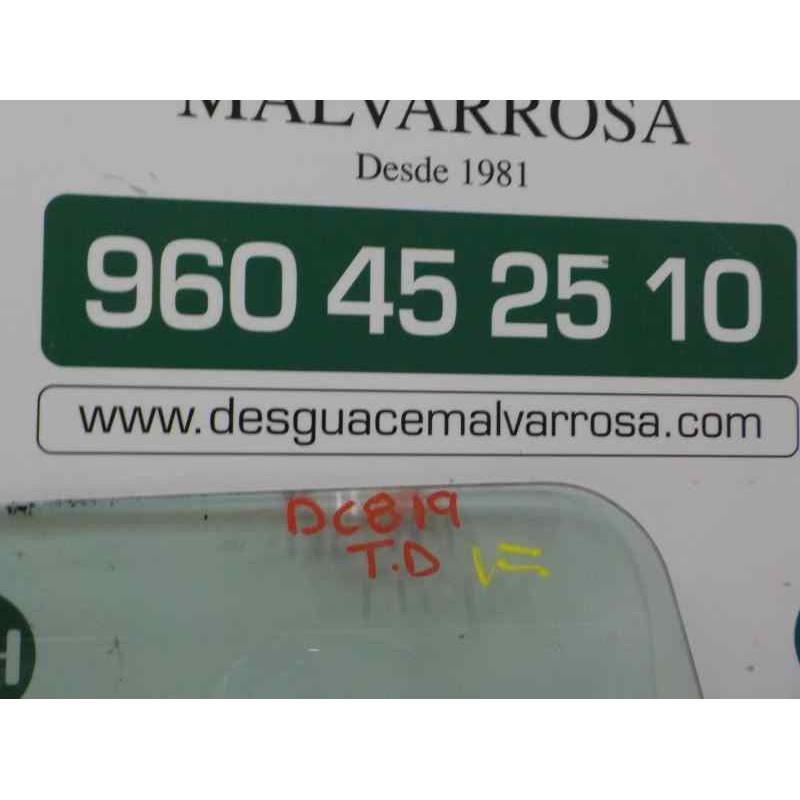 MALVARROSA
Desde 1981
960 45 25 10
www.desguacemalvarrosa.com
DC819
T.D V=
H